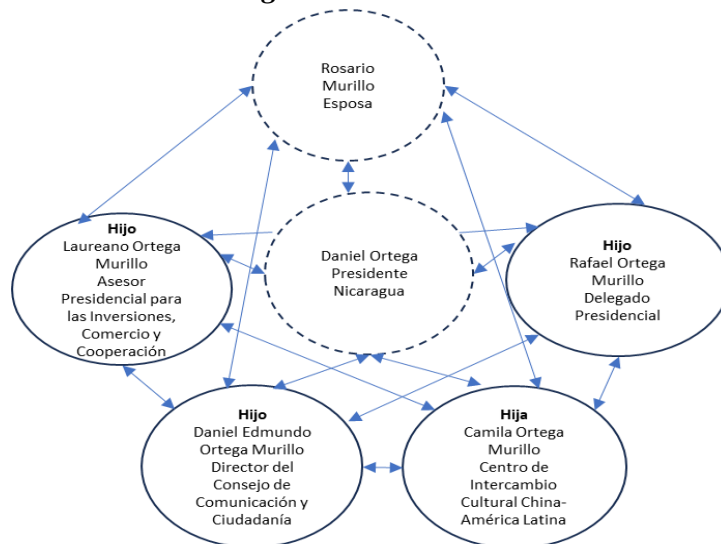 Rosario
Murillo
Esposa
Daniel Ortega
Presidente
Nicaragua
Hijo
Laureano Ortega
Murillo
Asesor
Presidencial para
las Inversiones,
Comercio y
Cooperación
Hijo
Rafael Ortega
Murillo
Delegado
Presidencial
Hijo
Daniel Edmundo
Ortega Murillo
Director del
Consejo de
Comunicación y
Ciudadanía
Hija
Camila Ortega
Murillo
Centro de
Intercambio
Cultural China-
América Latina